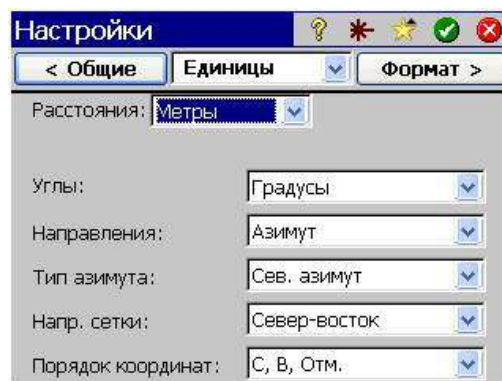 Настройки
< Общие Единицы Формат >
Расстояния: Метры
Углы: Градусы
Направления: Азимут
Тип азимута: Сев. азимут
Напр. сетки: Север-восток
Порядок координат: С, В, Отм.